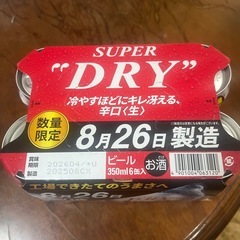 SUPER
“DRY”
冷やすほどにキレ冴える、
辛口〈生〉
数量
限定
8月26日 製造
賞味
期限
202604/+U
製造
202508CH
ビール
350ml 6缶入
お酒
4901004063120
工場できたてのうまさへ
8月26日